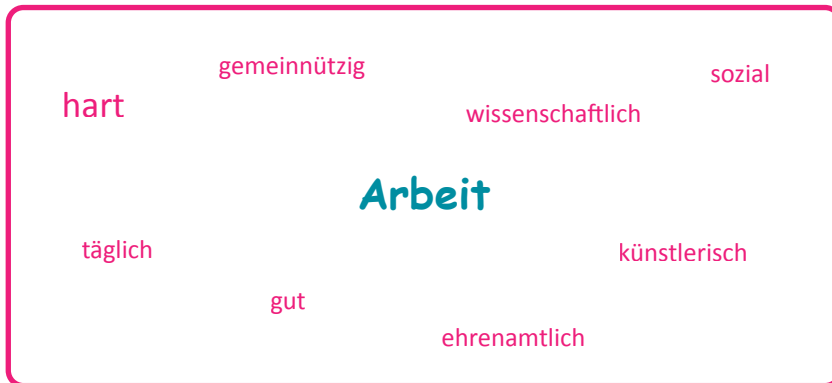 gemeinnützig
sozial
hart
wissenschaftlich
Arbeit
täglich
künstlerisch
gut
ehrenamtlich